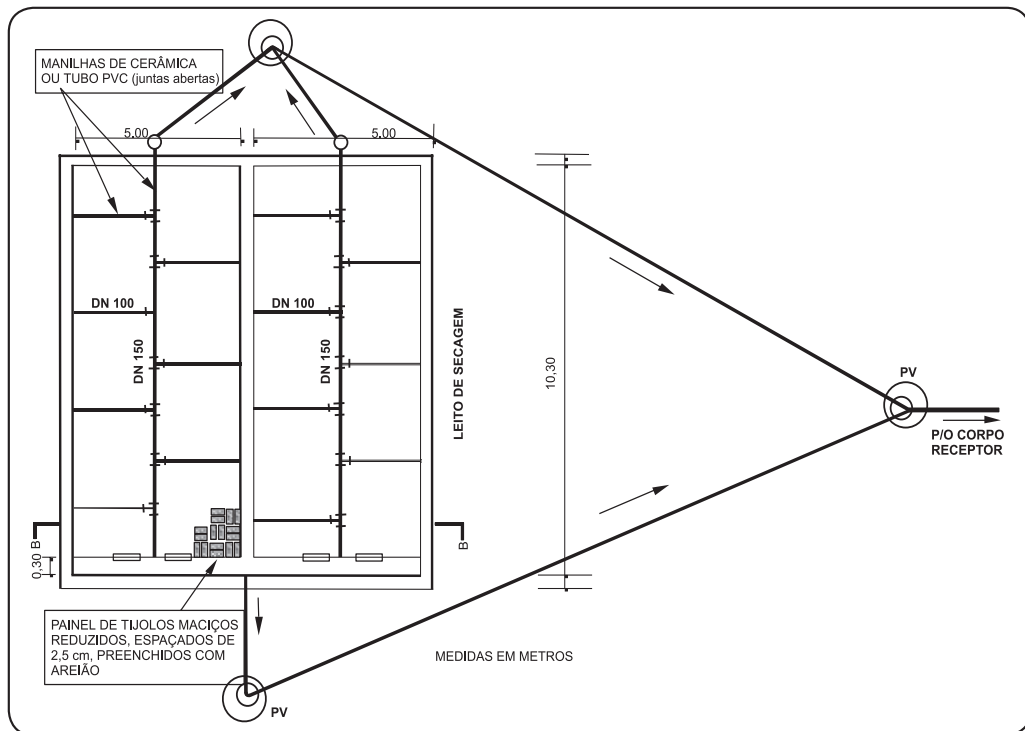 MANILHAS DE CERÂMICA
OU TUBO PVC (juntas abertas)
5,00
5,00
DN 100
DN 100
DN 150
DN 150
LEITO DE SECAGEM
10,30
PV
P/O CORPO
RECEPTOR
B
B
0,30
PAINEL DE TIJOLOS MACIÇOS
REDUZIDOS, ESPAÇADOS DE
2,5 cm, PREENCHIDOS COM
AREIÃO
MEDIDAS EM METROS
PV